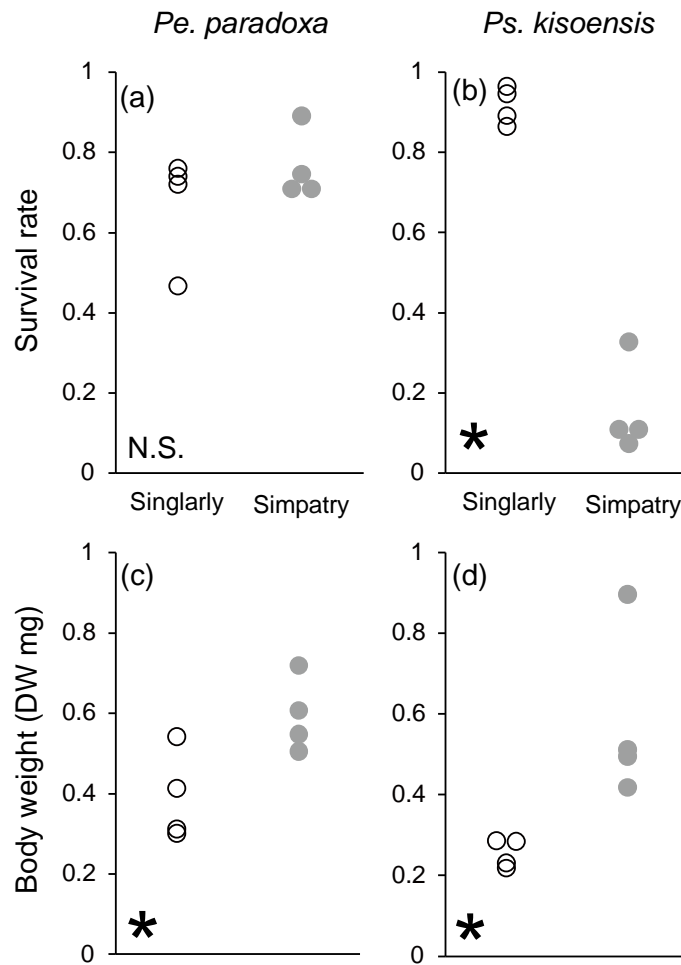 Pe. paradoxa
Ps. kisoensis
Survival rate
1
0.8
0.6
0.4
0.2
0
(a)
N.S.
Singlarly
Simpatry
1
0.8
0.6
0.4
0.2
0
(b)
*
Singlarly
Simpatry
Body weight (DW mg)
1
0.8
0.6
0.4
0.2
0
(c)
*
1
0.8
0.6
0.4
0.2
0
(d)
*